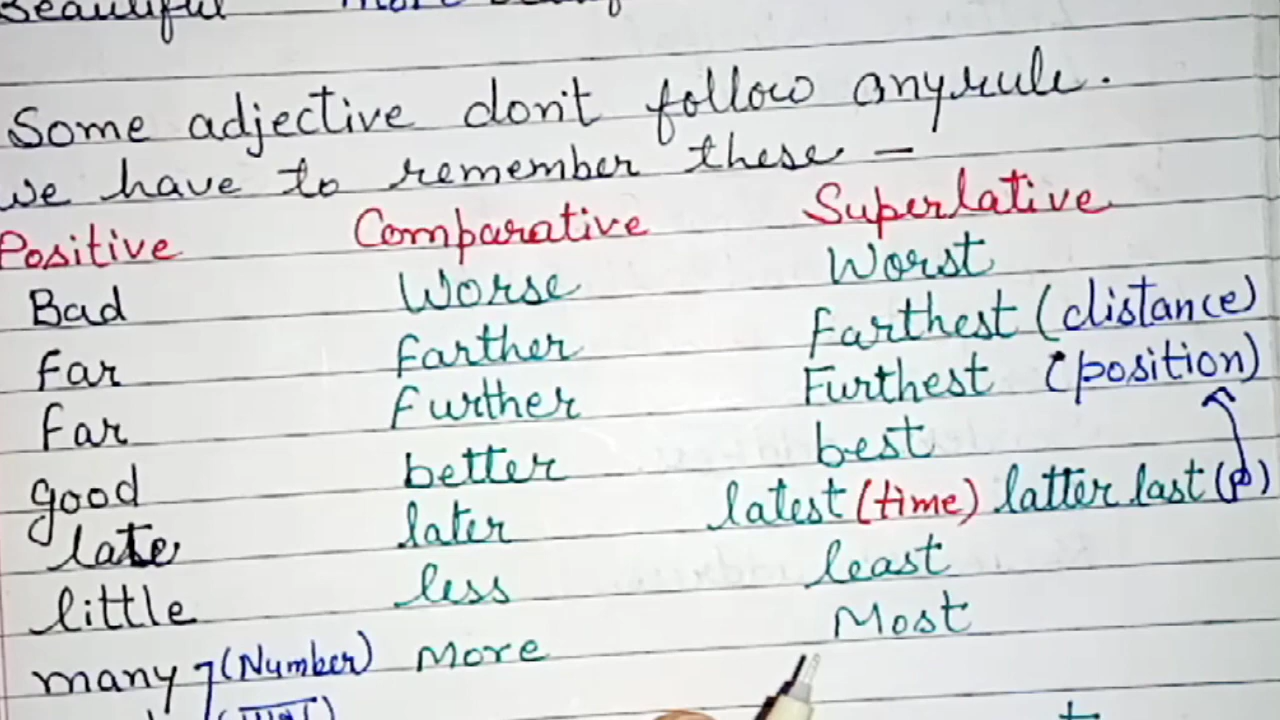 Beautiful more
Some adjective don't follow anyrule.
we have to remember these -
Positive Comparative Superlative
Bad Worse Worst
far farther Farthest (distance)
far further Furthest (position)
good better best
late later latest (time) latter last (p)
little less least
many (Number) More Most